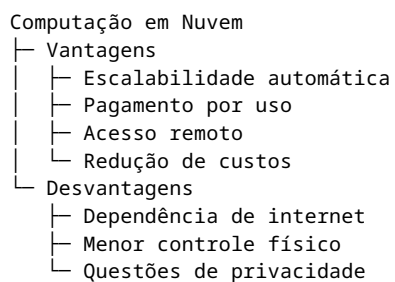 Computação em Nuvem
├─ Vantagens
│  ├─ Escalabilidade automática
│  ├─ Pagamento por uso
│  ├─ Acesso remoto
│  └─ Redução de custos
└─ Desvantagens
   ├─ Dependência de internet
   ├─ Menor controle físico
   └─ Questões de privacidade